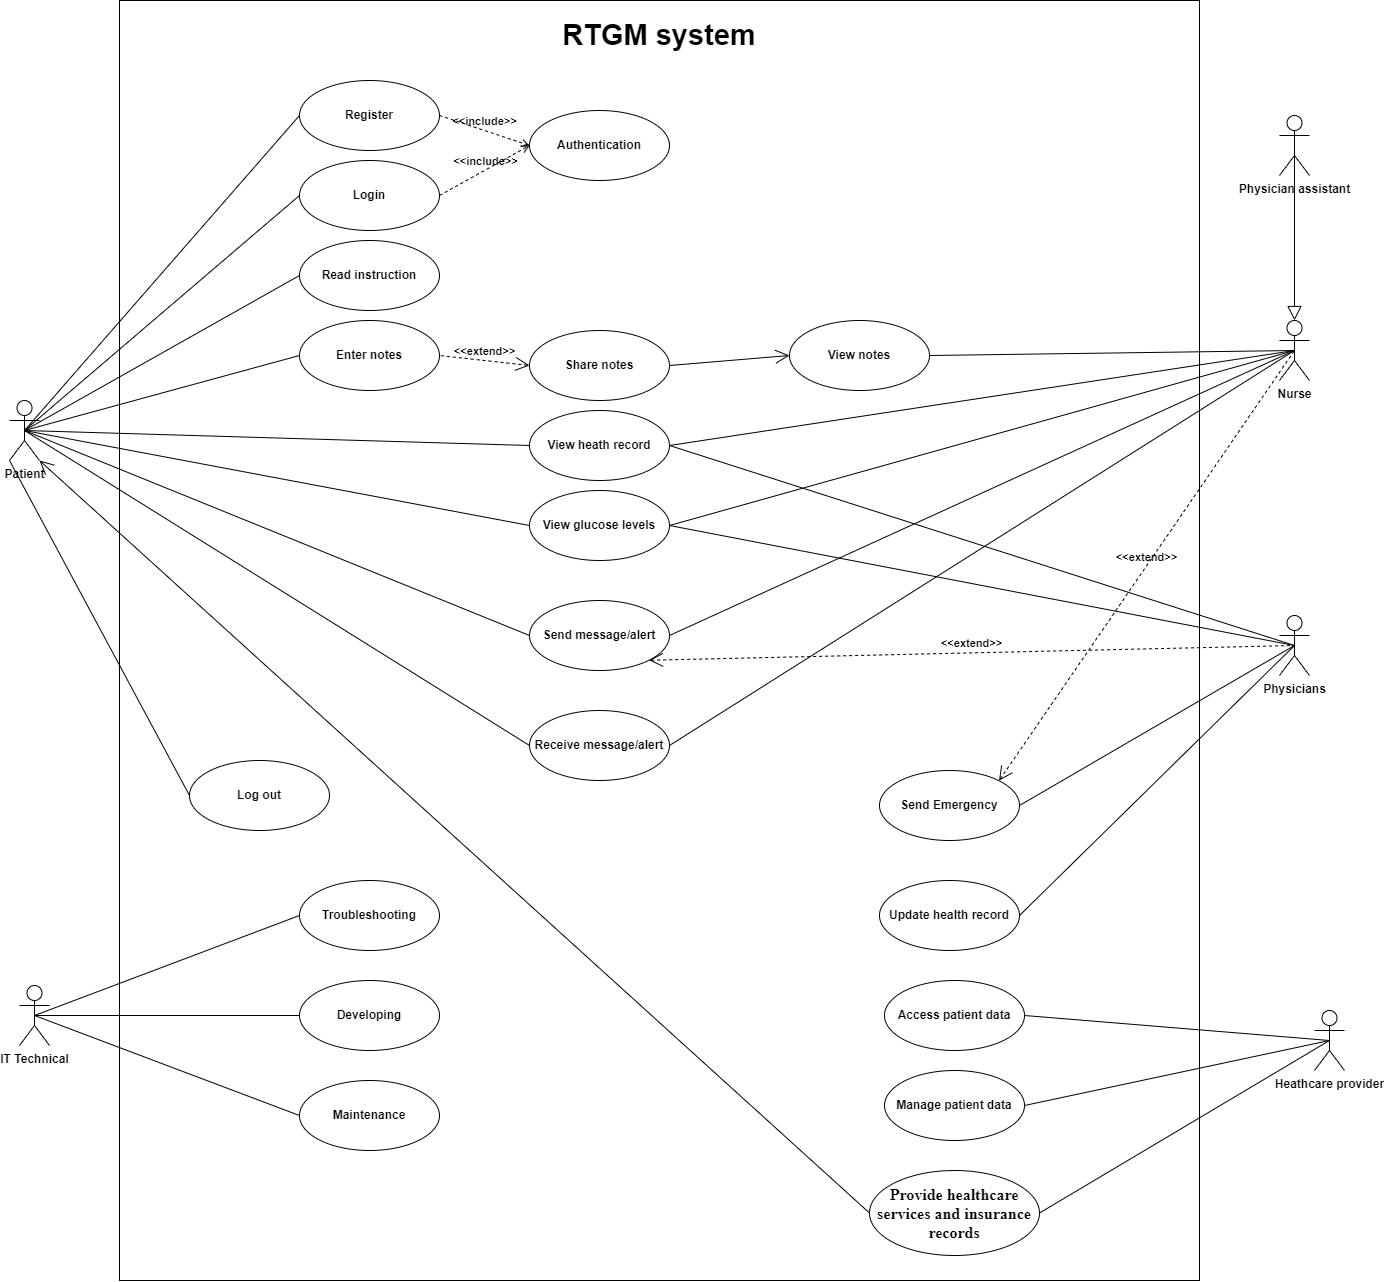 RTGM system
Register
<<include>>
Authentication
Login
<<include>>
Physician assistant
Read instruction
Enter notes
<<extend>>
Share notes
View notes
Nurse
View heath record
Patient
View glucose levels
<<extend>>
Send message/alert
<<extend>>
Physicians
Receive message/alert
Log out
Send Emergency
Troubleshooting
Update health record
Developing
Access patient data
IT Technical
Heathcare provider
Manage patient data
Maintenance
Provide healthcare
services and insurance
records